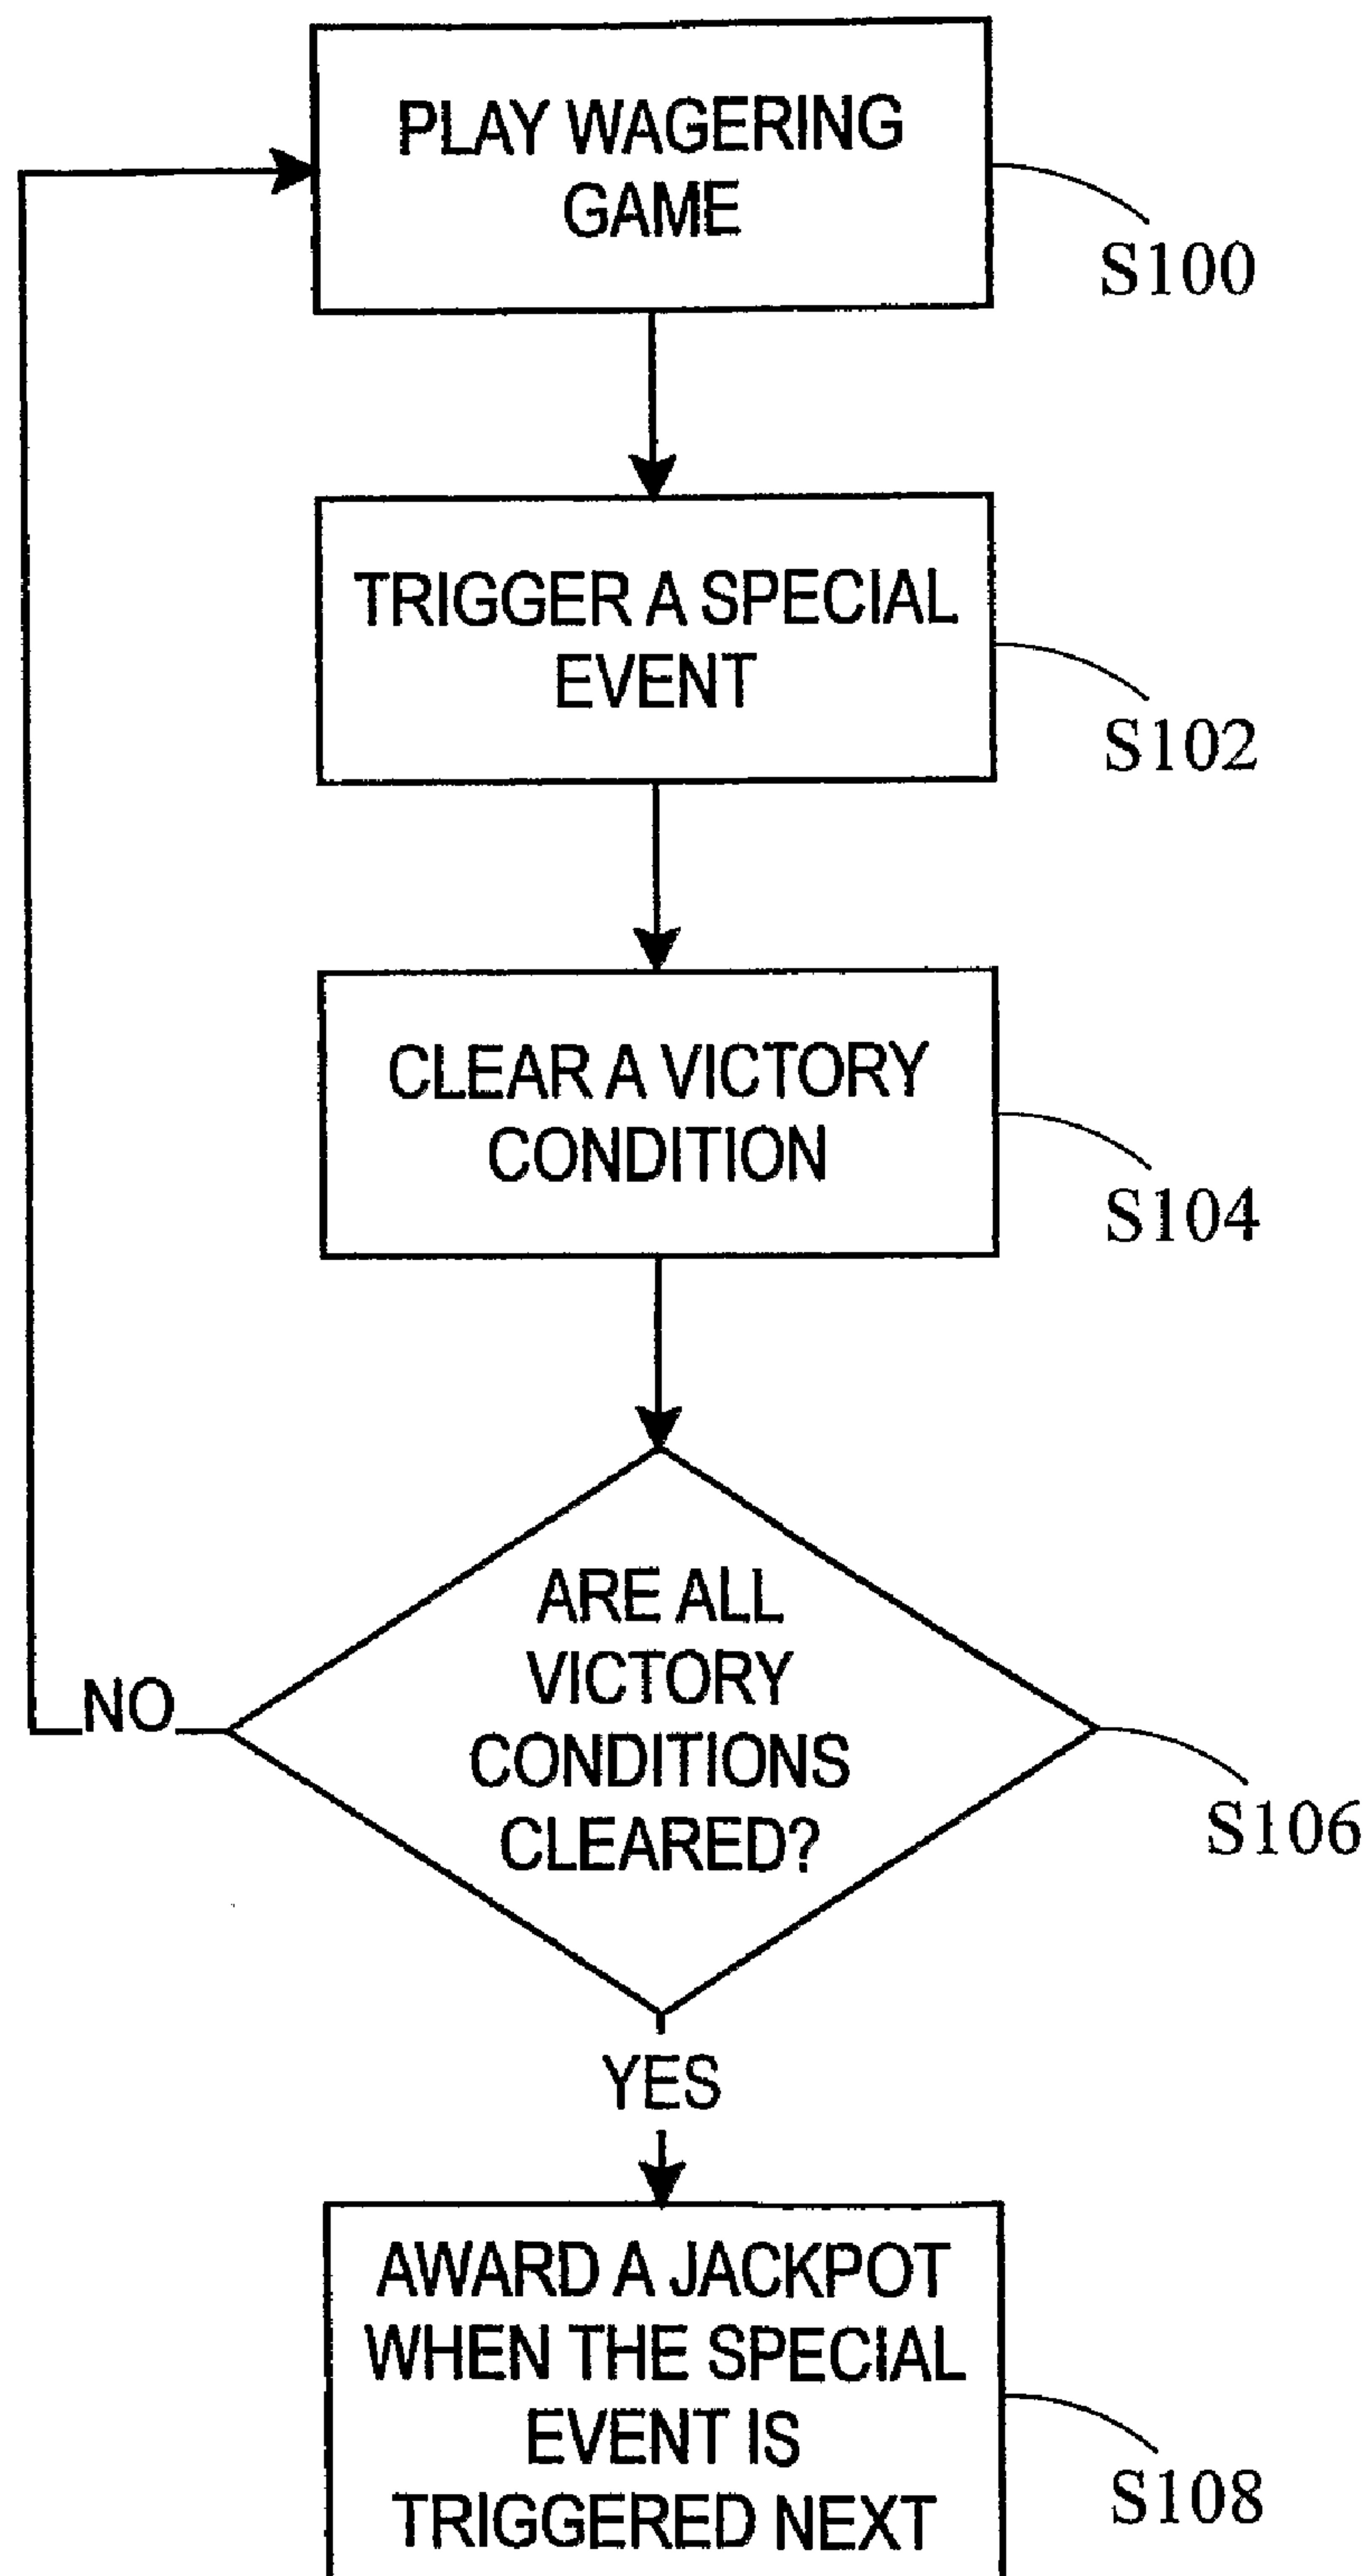 PLAY WAGERING
GAME
S100
TRIGGER A SPECIAL
EVENT
S102
CLEAR A VICTORY
CONDITION
S104
ARE ALL
VICTORY
CONDITIONS
CLEARED?
NO
S106
YES
AWARD A JACKPOT
WHEN THE SPECIAL
EVENT IS
TRIGGERED NEXT
S108